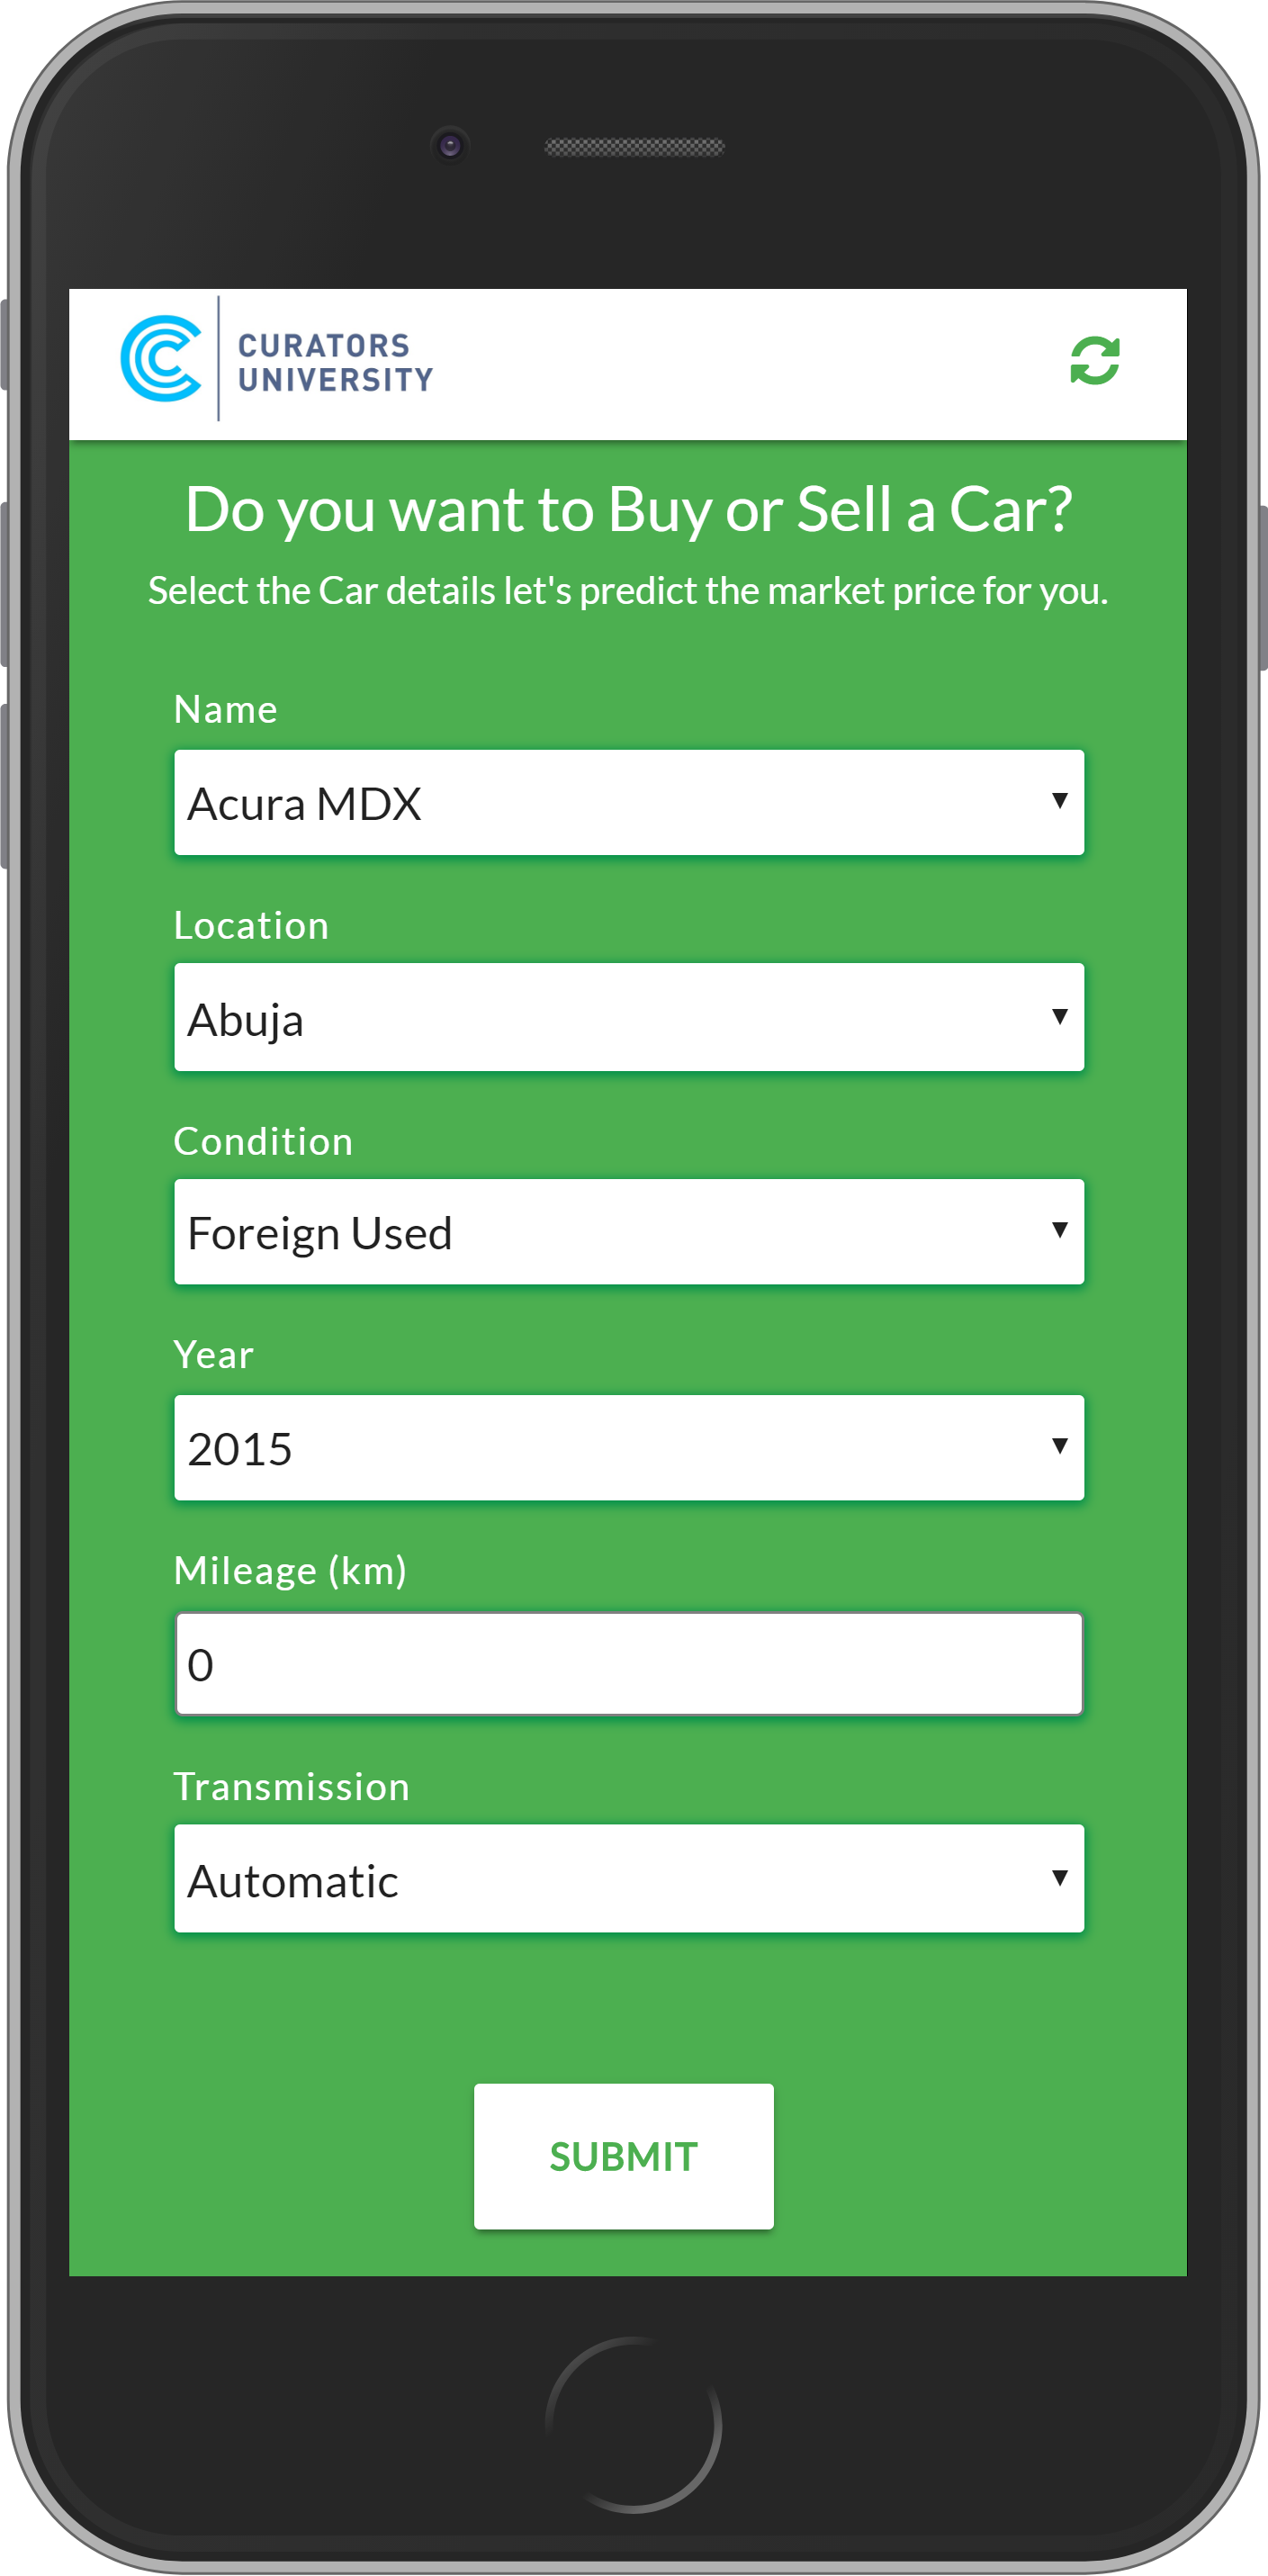 CURATORS
UNIVERSITY
Do you want to Buy or Sell a Car?
Select the Car details let's predict the market price for you.
Name
Acura MDX
Location
Abuja
Condition
Foreign Used
Year
2015
Mileage (km)
0
Transmission
Automatic
SUBMIT